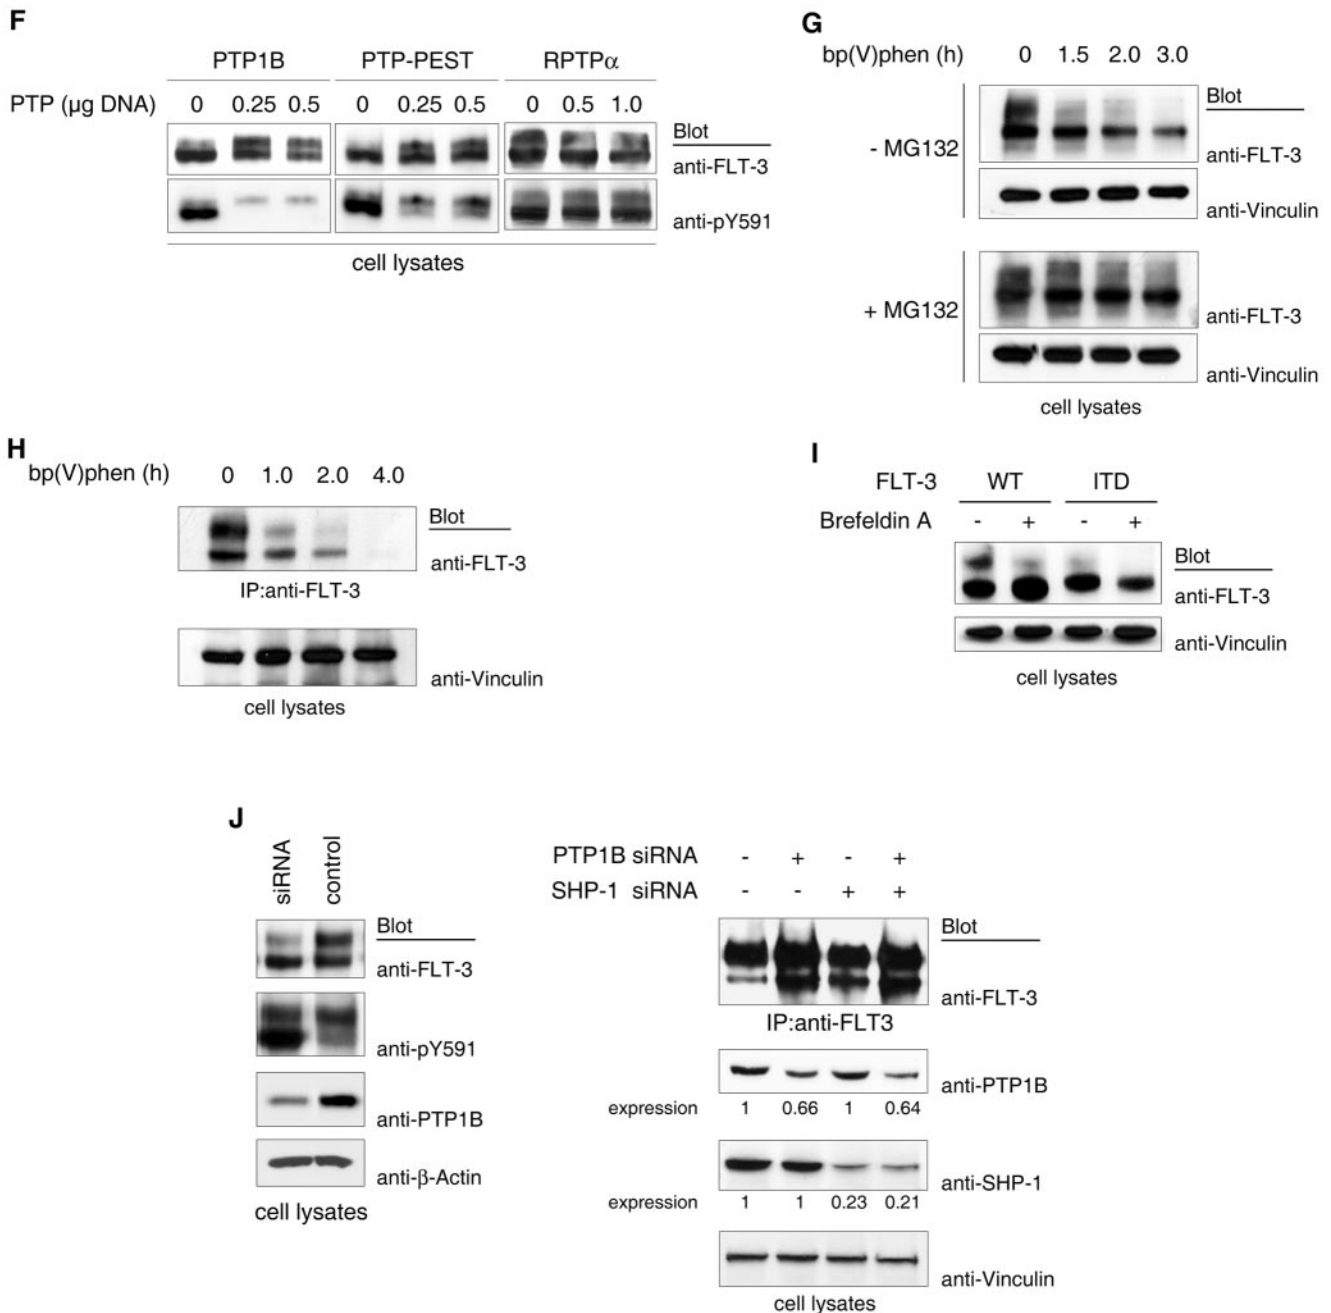 F
PTP1B PTP-PEST RPTPα
PTP (µg DNA) 0 0.25 0.5 0 0.25 0.5 0 0.5 1.0
Blot
anti-FLT-3
anti-pY591
cell lysates
G
bp(V)phen (h) 0 1.5 2.0 3.0
Blot
- MG132
anti-FLT-3
anti-Vinculin
+ MG132
anti-FLT-3
anti-Vinculin
cell lysates
H
bp(V)phen (h) 0 1.0 2.0 4.0
Blot
anti-FLT-3
IP:anti-FLT-3
anti-Vinculin
cell lysates
I
FLT-3 WT ITD
Brefeldin A - + - +
Blot
anti-FLT-3
anti-Vinculin
cell lysates
J
siRNA control
Blot
anti-FLT-3
anti-pY591
anti-PTP1B
anti-β-Actin
cell lysates
PTP1B siRNA - + - +
SHP-1 siRNA - - + +
Blot
anti-FLT-3
IP:anti-FLT3
anti-PTP1B
expression 1 0.66 1 0.64
anti-SHP-1
expression 1 1 0.23 0.21
anti-Vinculin
cell lysates